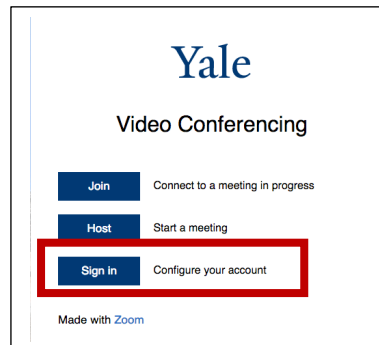 Yale
Video Conferencing
Join Connect to a meeting in progress
Host Start a meeting
Sign in Configure your account
Made with Zoom